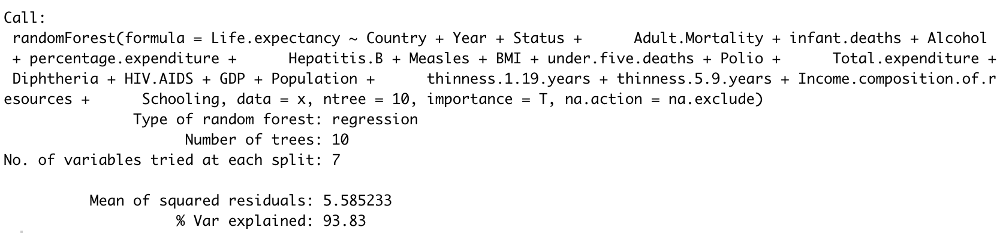 Call:
 randomForest(formula = Life.expectancy ~ Country + Year + Status +      Adult.Mortality + infant.deaths + Alcohol
 + percentage.expenditure +      Hepatitis.B + Measles + BMI + under.five.deaths + Polio +      Total.expenditure +
 Diphtheria + HIV.AIDS + GDP + Population +      thinness.1.19.years + thinness.5.9.years + Income.composition.of.r
esources +      Schooling, data = x, ntree = 10, importance = T, na.action = na.exclude)
               Type of random forest: regression
                     Number of trees: 10
No. of variables tried at each split: 7

          Mean of squared residuals: 5.585233
                    % Var explained: 93.83